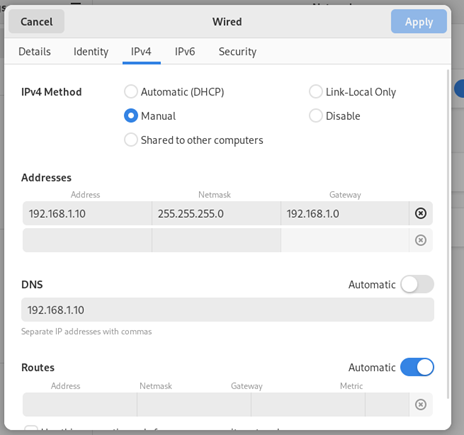 Cancel Wired Apply
Details Identity IPv4 IPv6 Security
IPv4 Method Automatic (DHCP) Link-Local Only
Manual Disable
Shared to other computers
Addresses
Address Netmask Gateway
192.168.1.10 255.255.255.0 192.168.1.0
DNS Automatic
192.168.1.10
Separate IP addresses with commas
Routes Automatic
Address Netmask Gateway Metric